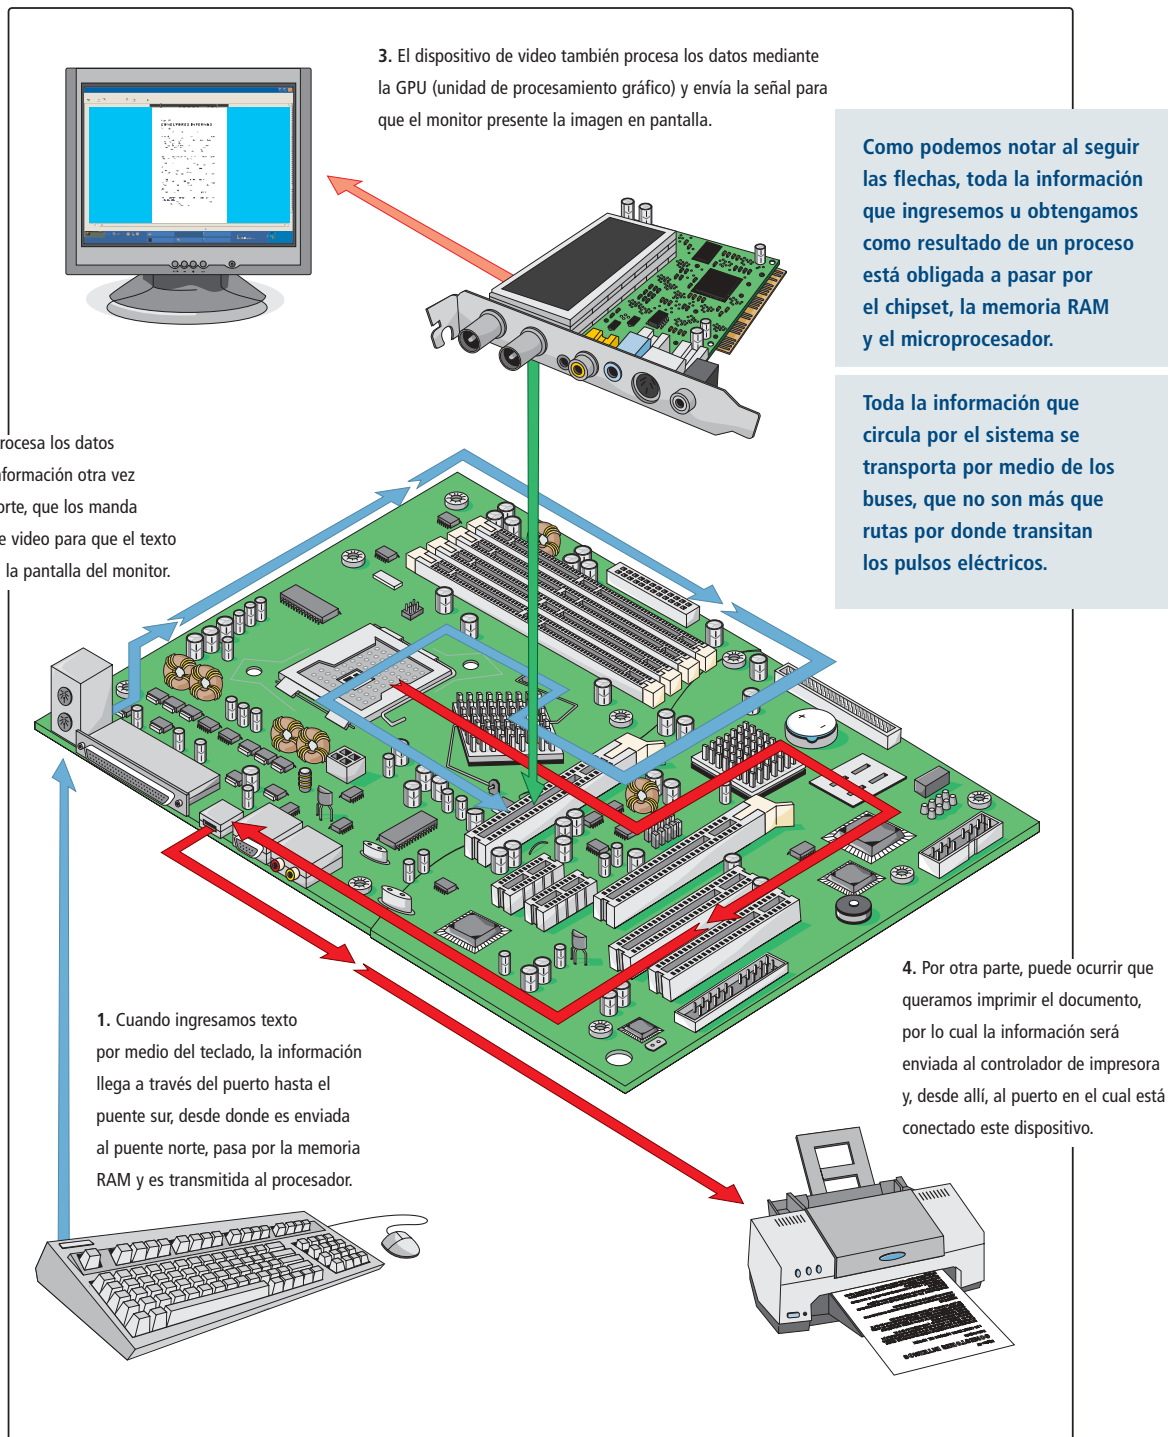 3. El dispositivo de video también procesa los datos mediante
la GPU (unidad de procesamiento gráfico) y envía la señal para
que el monitor presente la imagen en pantalla.
Como podemos notar al seguir
las flechas, toda la información
que ingresemos u obtengamos
como resultado de un proceso
está obligada a pasar por
el chipset, la memoria RAM
y el microprocesador.
Toda la información que
circula por el sistema se
transporta por medio de los
buses, que no son más que
rutas por donde transitan
los pulsos eléctricos.
rocesa los datos
formación otra vez
orte, que los manda
e video para que el texto
la pantalla del monitor.
1. Cuando ingresamos texto
por medio del teclado, la información
llega a través del puerto hasta el
puente sur, desde donde es enviada
al puente norte, pasa por la memoria
RAM y es transmitida al procesador.
4. Por otra parte, puede ocurrir que
queramos imprimir el documento,
por lo cual la información será
enviada al controlador de impresora
y, desde allí, al puerto en el cual está
conectado este dispositivo.